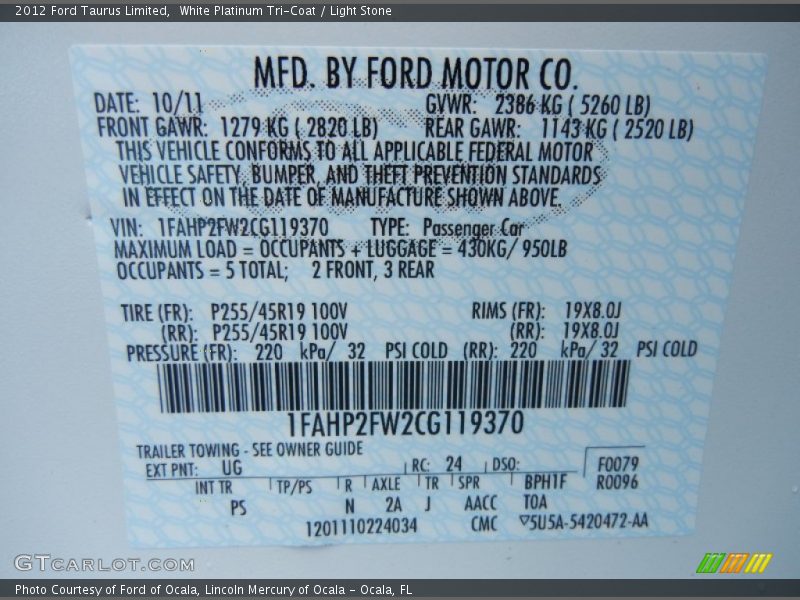 2012 Ford Taurus Limited,  White Platinum Tri-Coat / Light Stone
MFD. BY FORD MOTOR CO.
DATE: 10/11 GVWR: 2386 KG ( 5260 LB)
FRONT GAWR: 1279 KG ( 2820 LB) REAR GAWR: 1143 KG ( 2520 LB)
THIS VEHICLE CONFORMS TO ALL APPLICABLE FEDERAL MOTOR
VEHICLE SAFETY, BUMPER, AND THEFT PREVENTION STANDARDS
IN EFFECT ON THE DATE OF MANUFACTURE SHOWN ABOVE.
VIN: 1FAHP2FW2CG119370 TYPE: Passenger Car
MAXIMUM LOAD = OCCUPANTS + LUGGAGE = 430KG/ 950LB
OCCUPANTS = 5 TOTAL; 2 FRONT, 3 REAR
TIRE (FR): P255/45R19 100V RIMS (FR): 19X8.0J
(RR): P255/45R19 100V (RR): 19X8.0J
PRESSURE (FR): 220 kPa/ 32 PSI COLD (RR): 220 kPa/ 32 PSI COLD
1FAHP2FW2CG119370
TRAILER TOWING - SEE OWNER GUIDE
EXT PNT: UG RC: 24 DSO: F0079
INT TR TP/PS R AXLE TR SPR BPH1F R0096
PS N 2A J AACC TOA
1201110224034 CMC ▽5U5A-5420472-AA
GTCARLOT.COM
Photo Courtesy of Ford of Ocala, Lincoln Mercury of Ocala - Ocala, FL